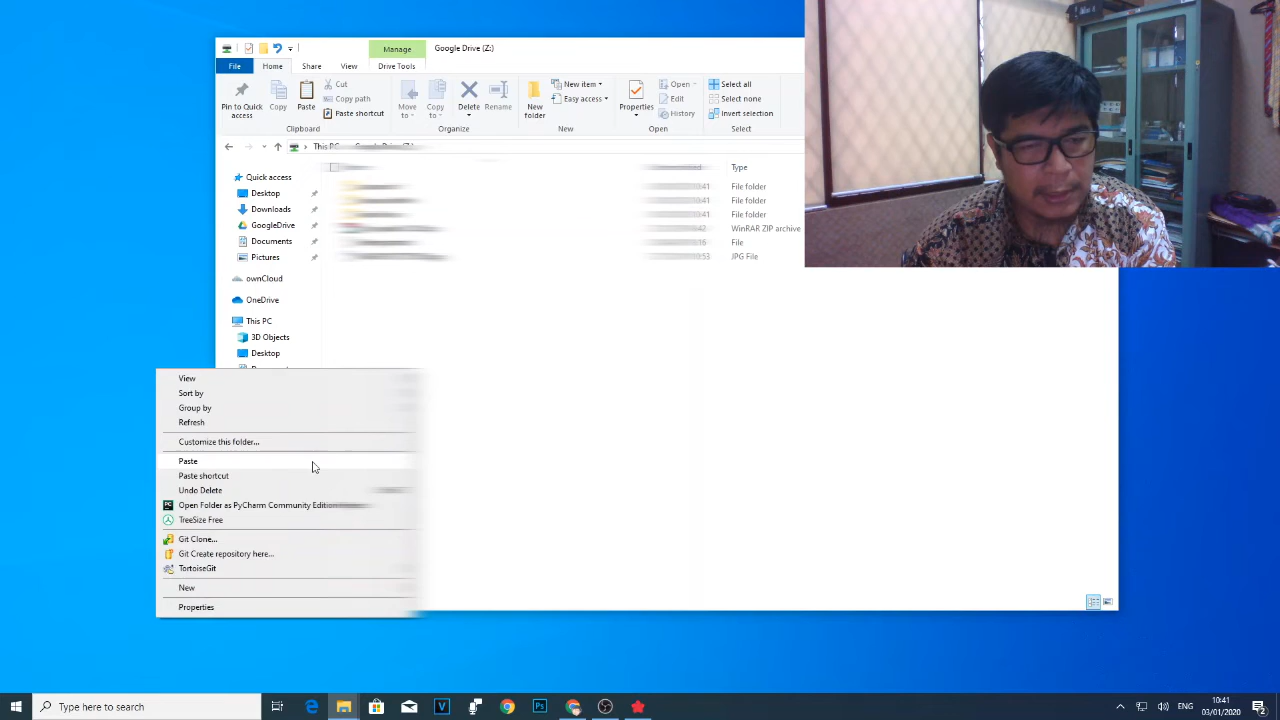 Manage
Google Drive (Z:)
File
Home
Share
View
Drive Tools
Pin to Quick access
Copy
Paste
Cut
Copy path
Paste shortcut
Clipboard
Move to
Copy to
Delete
Rename
Organize
New folder
New item
Easy access
New
Properties
Open
Edit
History
Open
Select all
Select none
Invert selection
Select
Type
Quick access
Desktop
Downloads
GoogleDrive
Documents
Pictures
ownCloud
OneDrive
This PC
3D Objects
Desktop
:41 File folder
:41 File folder
:41 File folder
:42 WinRAR ZIP archive
:16 File
:53 JPG File
View
Sort by
Group by
Refresh
Customize this folder...
Paste
Paste shortcut
Undo Delete
Open Folder as PyCharm Community Edition
TreeSize Free
Git Clone...
Git Create repository here...
TortoiseGit
New
Properties
Type here to search
ENG
10:41
03/01/2020